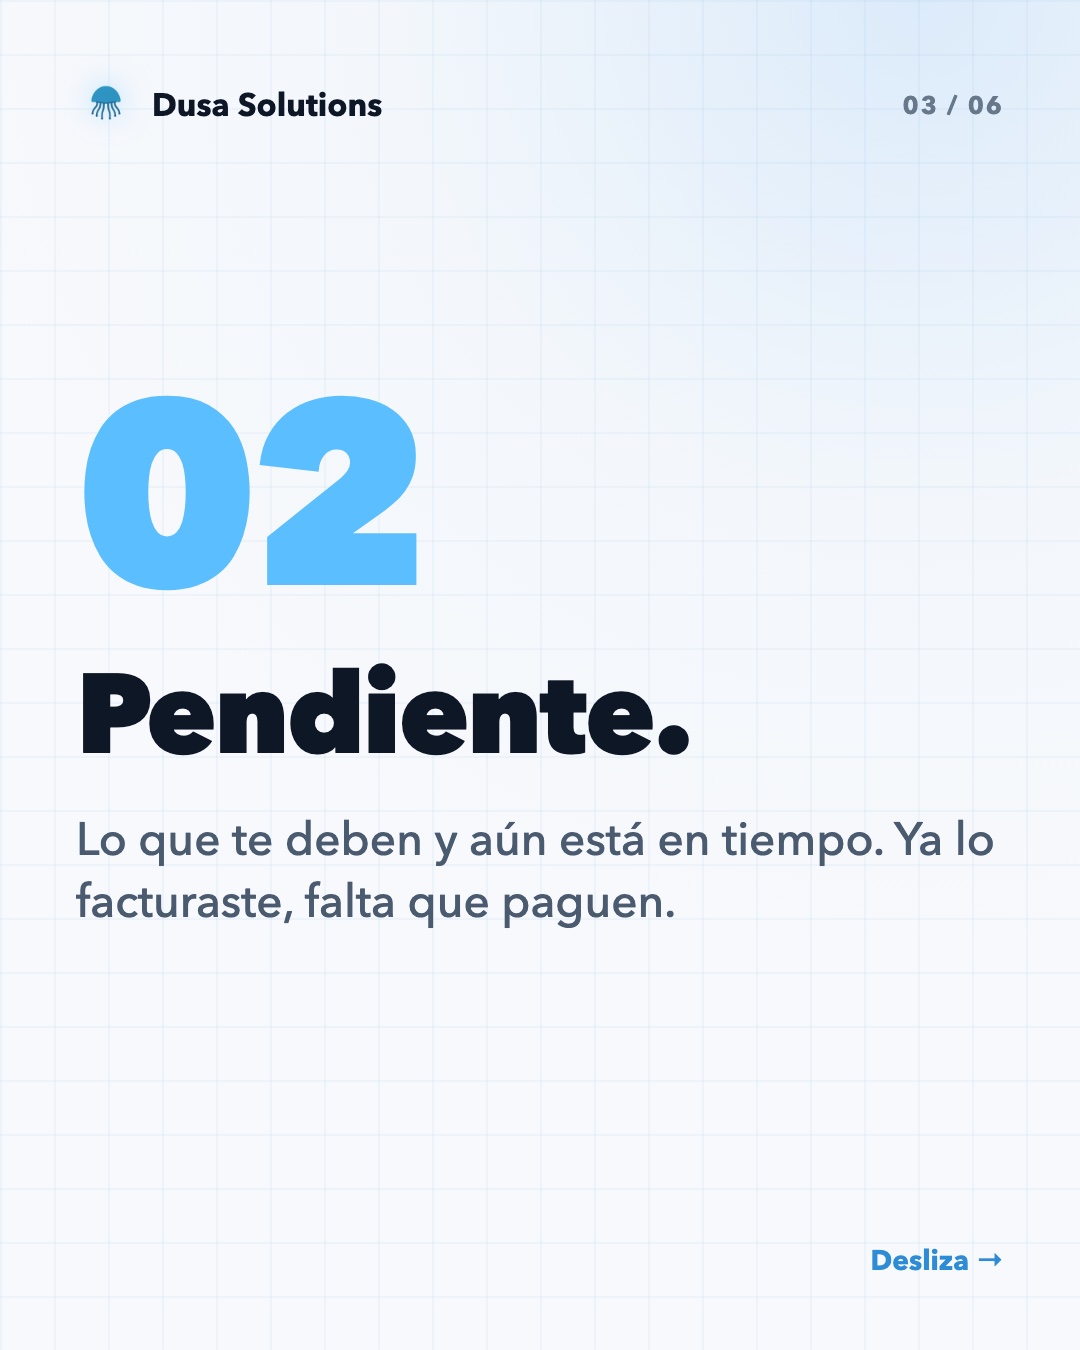 Dusa Solutions
03 / 06
02
Pendiente.
Lo que te deben y aún está en tiempo. Ya lo
facturaste, falta que paguen.
Desliza →